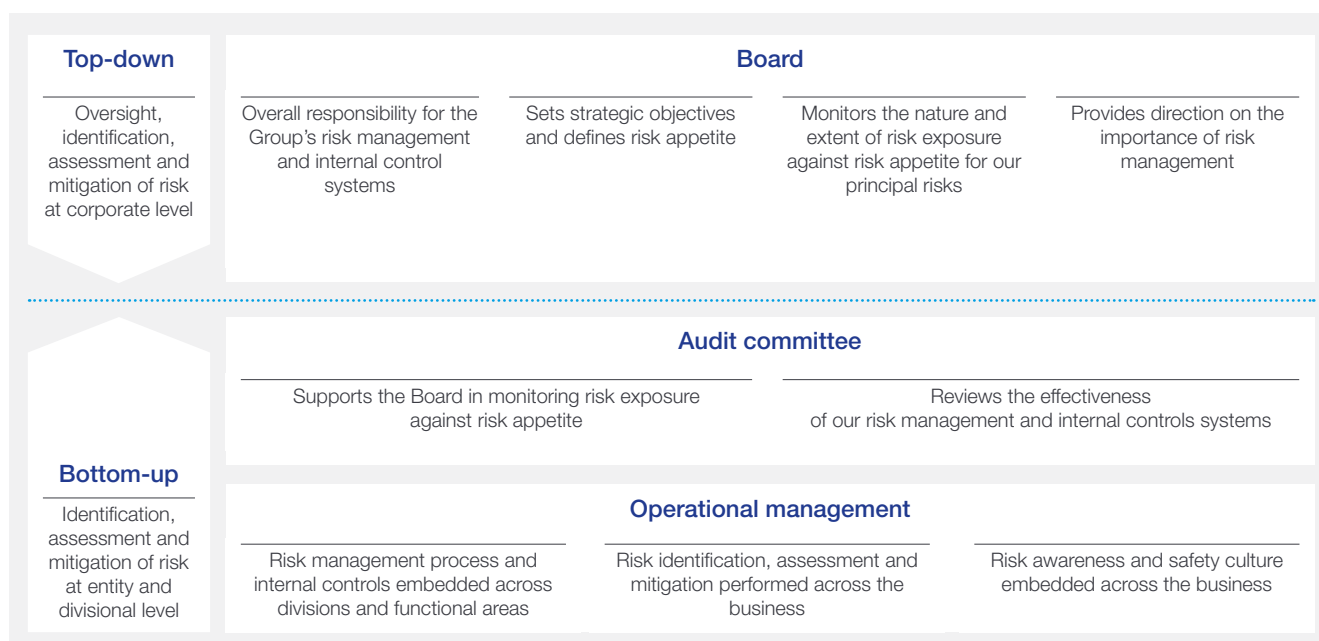 Top-down
Oversight,
identification,
assessment and
mitigation of risk
at corporate level
Board
Overall responsibility for the
Group's risk management
and internal control
systems
Sets strategic objectives
and defines risk appetite
Monitors the nature and
extent of risk exposure
against risk appetite for our
principal risks
Provides direction on the
importance of risk
management
Audit committee
Supports the Board in monitoring risk exposure
against risk appetite
Reviews the effectiveness
of our risk management and internal controls systems
Bottom-up
Identification,
assessment and
mitigation of risk
at entity and
divisional level
Operational management
Risk management process and
internal controls embedded across
divisions and functional areas
Risk identification, assessment and
mitigation performed across the
business
Risk awareness and safety culture
embedded across the business